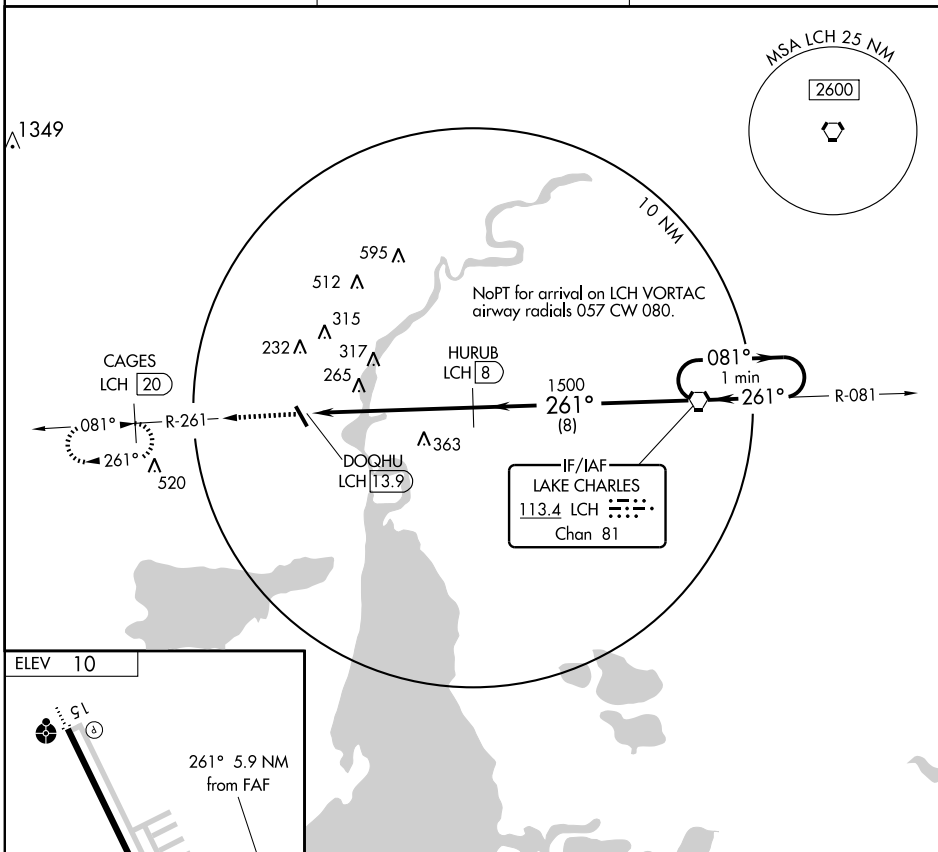 MSA LCH 25 NM
2600
1349
10 NM
595
512
NoPT for arrival on LCH VORTAC
airway radials 057 CW 080.
315
232
317
265
HURUB
LCH 8
CAGES
LCH 20
081°
1 min
261°
R-081
1500
261°
(8)
081°
R-261
261°
520
363
DOQHU
LCH 13.9
IF/IAF
LAKE CHARLES
113.4 LCH
Chan 81
ELEV 10
15
P
261° 5.9 NM
from FAF